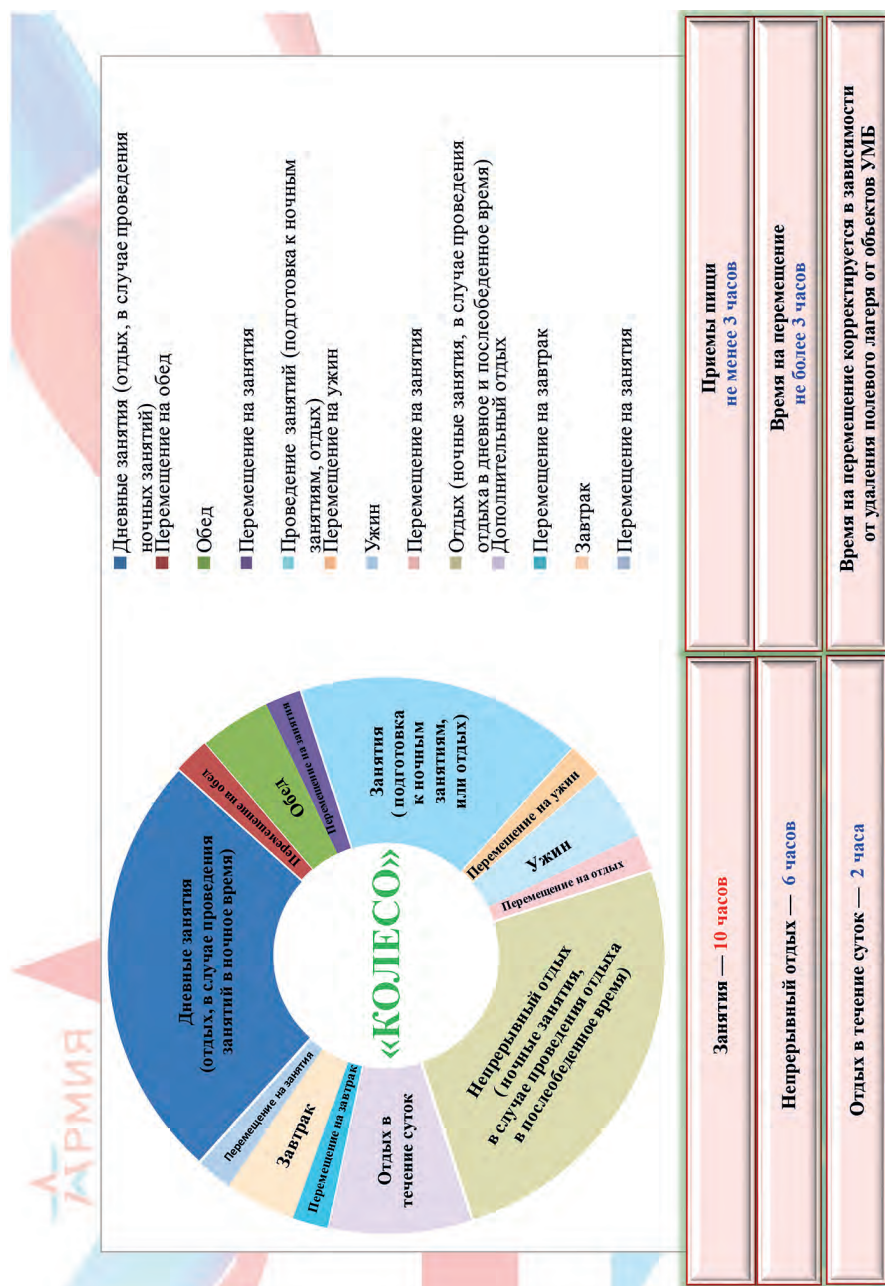 АРМИЯ
Дневные занятия
(отдых, в случае проведения
занятий в ночное время)
Перемещение на обед
Обед
Перемещение на занятия
Занятия
( подготовка
к ночным
занятиям,
или отдых)
Перемещение на ужин
Ужин
Перемещение на отдых
Непрерывный отдых
( ночные занятия,
в случае проведения отдыха
в послеобеденное время)
Отдых в
течение суток
Перемещение на завтрак
Завтрак
Перемещение на занятия
«КОЛЕСО»
Дневные занятия (отдых, в случае проведения
ночных занятий)
Перемещение на обед
Обед
Перемещение на занятия
Проведение занятий (подготовка к ночным
занятиям, отдых)
Перемещение на ужин
Ужин
Перемещение на занятия
Отдых (ночные занятия, в случае проведения
отдыха в дневное и послеобеденное время)
Дополнительный отдых
Перемещение на завтрак
Завтрак
Перемещение на занятия
Занятия — 10 часов
Приемы пищи
не менее 3 часов
Непрерывный отдых — 6 часов
Время на перемещение
не более 3 часов
Отдых в течение суток — 2 часа
Время на перемещение корректируется в зависимости
от удаления полевого лагеря от объектов УМБ